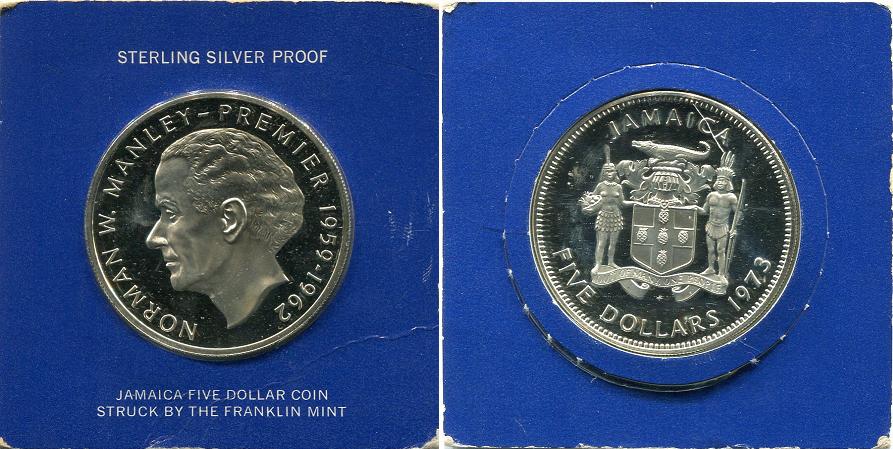 STERLING SILVER PROOF
NORMAN W. MANLEY-PREMIER 1959-1962
JAMAICA FIVE DOLLAR COIN
STRUCK BY THE FRANKLIN MINT
JAMAICA
FIVE DOLLARS 1973